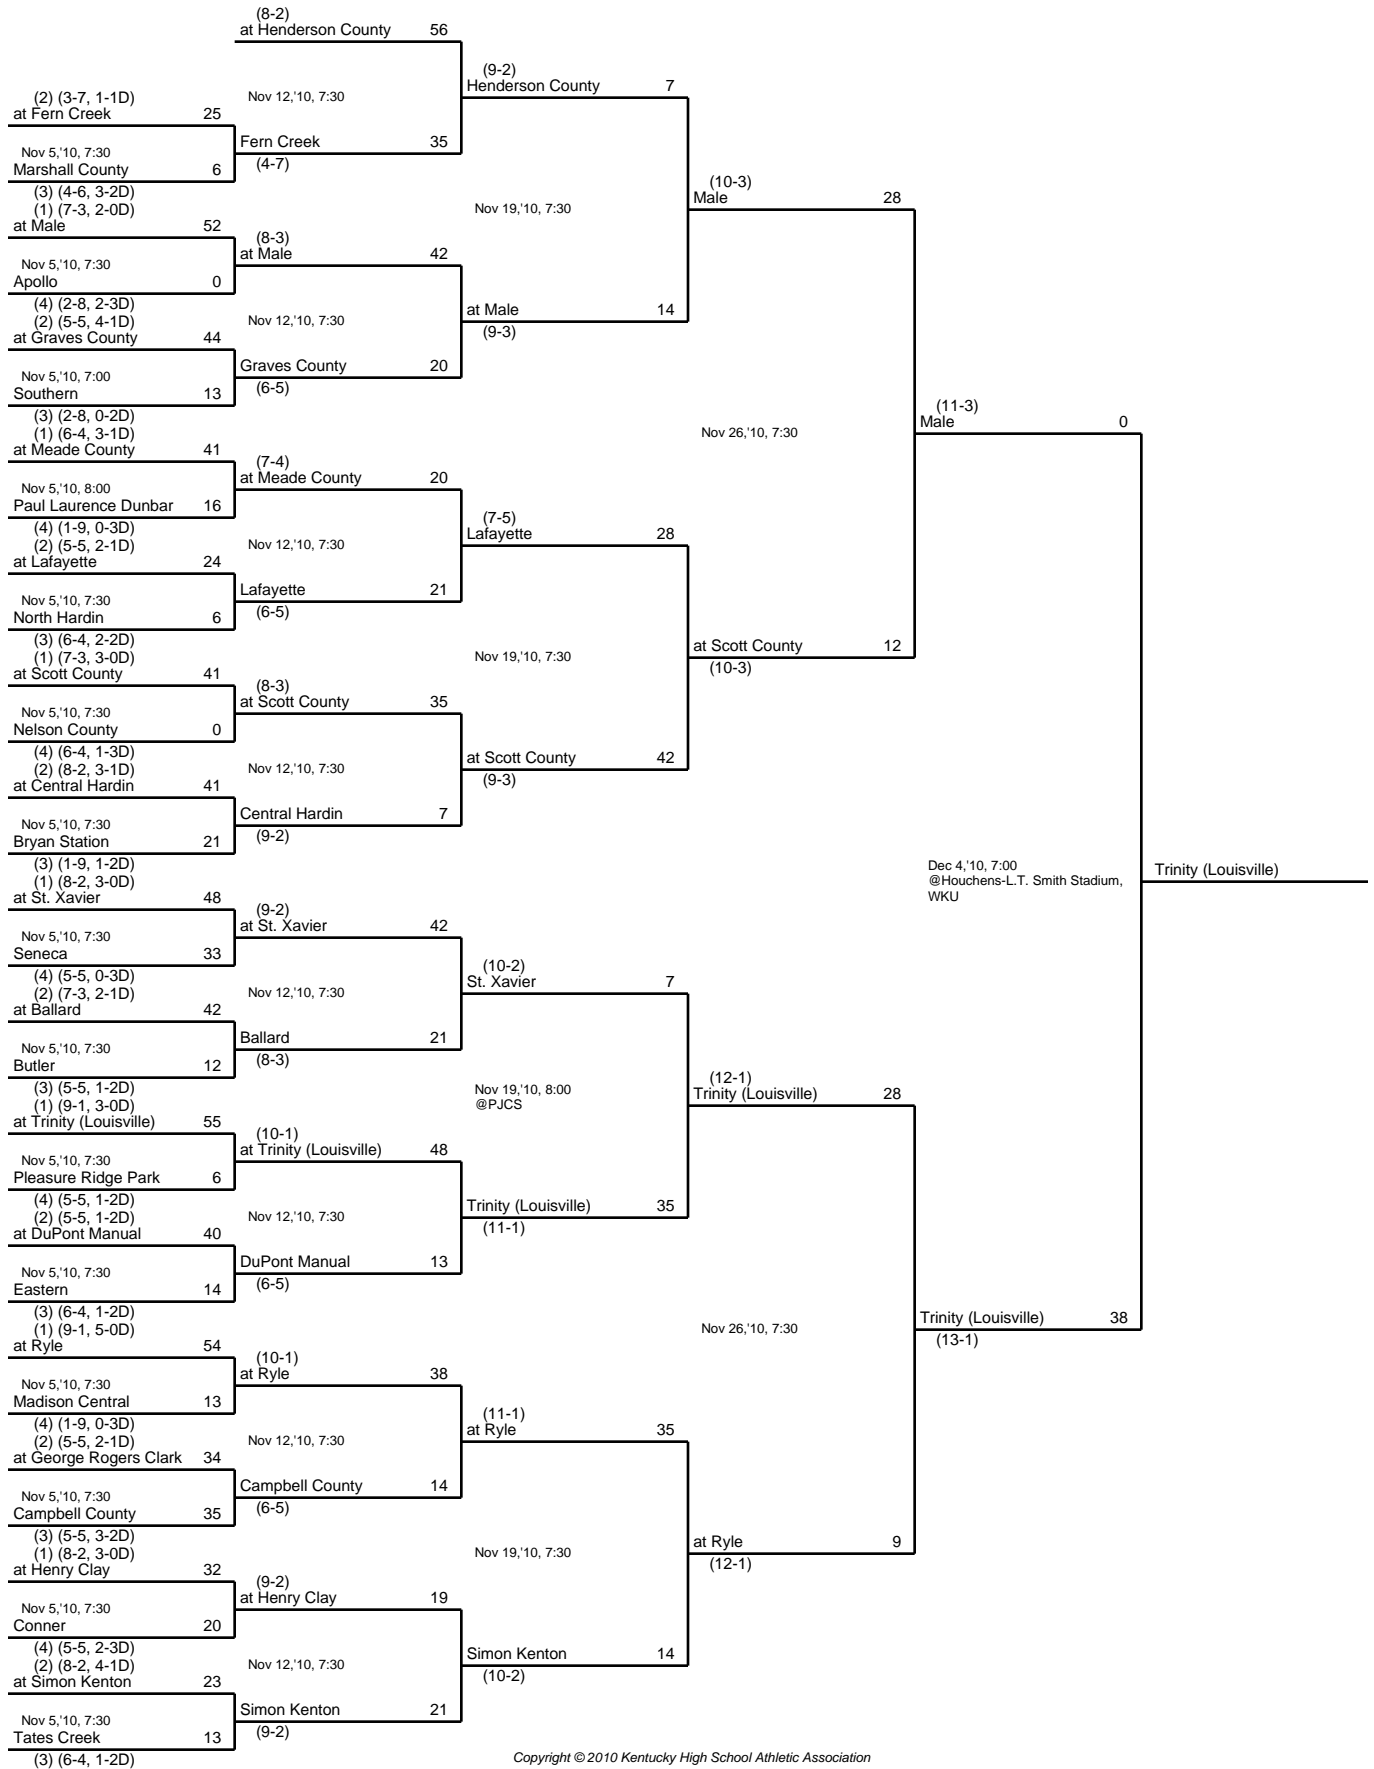 (8-2)
at Henderson County 56
Nov 12,'10, 7:30
Fern Creek 35
(4-7)
(2) (3-7, 1-1D)
at Fern Creek 25
Nov 5,'10, 7:30
Marshall County 6
(3) (4-6, 3-2D)
(1) (7-3, 2-0D)
at Male 52
Nov 5,'10, 7:30
Apollo 0
(4) (2-8, 2-3D)
(2) (5-5, 4-1D)
at Graves County 44
Nov 5,'10, 7:00
Southern 13
(3) (2-8, 0-2D)
(1) (6-4, 3-1D)
at Meade County 41
Nov 5,'10, 8:00
Paul Laurence Dunbar 16
(4) (1-9, 0-3D)
(2) (5-5, 2-1D)
at Lafayette 24
Nov 5,'10, 7:30
North Hardin 6
(3) (6-4, 2-2D)
(1) (7-3, 3-0D)
at Scott County 41
Nov 5,'10, 7:30
Nelson County 0
(4) (6-4, 1-3D)
(2) (8-2, 3-1D)
at Central Hardin 41
Nov 5,'10, 7:30
Bryan Station 21
(3) (1-9, 1-2D)
(1) (8-2, 3-0D)
at St. Xavier 48
Nov 5,'10, 7:30
Seneca 33
(4) (5-5, 0-3D)
(2) (7-3, 2-1D)
at Ballard 42
Nov 5,'10, 7:30
Butler 12
(3) (5-5, 1-2D)
(1) (9-1, 3-0D)
at Trinity (Louisville) 55
Nov 5,'10, 7:30
Pleasure Ridge Park 6
(4) (5-5, 1-2D)
(2) (5-5, 1-2D)
at DuPont Manual 40
Nov 5,'10, 7:30
Eastern 14
(3) (6-4, 1-2D)
(1) (9-1, 5-0D)
at Ryle 54
Nov 5,'10, 7:30
Madison Central 13
(4) (1-9, 0-3D)
(2) (5-5, 2-1D)
at George Rogers Clark 34
Nov 5,'10, 7:30
Campbell County 35
(3) (5-5, 3-2D)
(1) (8-2, 3-0D)
at Henry Clay 32
Nov 5,'10, 7:30
Conner 20
(4) (5-5, 2-3D)
(2) (8-2, 4-1D)
at Simon Kenton 23
Nov 5,'10, 7:30
Tates Creek 13
(3) (6-4, 1-2D)
(8-3)
at Male 42
Nov 12,'10, 7:30
Graves County 20
(6-5)
(7-4)
at Meade County 20
Nov 12,'10, 7:30
Lafayette 21
(6-5)
(8-3)
at Scott County 35
Nov 12,'10, 7:30
Central Hardin 7
(9-2)
(9-2)
at St. Xavier 42
Nov 12,'10, 7:30
Ballard 21
(8-3)
(10-1)
at Trinity (Louisville) 48
Nov 12,'10, 7:30
DuPont Manual 13
(6-5)
(10-1)
at Ryle 38
Nov 12,'10, 7:30
Campbell County 14
(6-5)
(9-2)
at Henry Clay 19
Nov 12,'10, 7:30
Simon Kenton 21
(9-2)
(9-2)
Henderson County 7
Nov 19,'10, 7:30
at Male 14
(9-3)
(7-5)
Lafayette 28
Nov 19,'10, 7:30
at Scott County 42
(9-3)
(10-2)
St. Xavier 7
Nov 19,'10, 8:00
@PJCS
Trinity (Louisville) 35
(11-1)
(11-1)
at Ryle 35
Nov 19,'10, 7:30
Simon Kenton 14
(10-2)
(10-3)
Male 28
Nov 26,'10, 7:30
at Scott County 12
(10-3)
(12-1)
Trinity (Louisville) 28
Nov 26,'10, 7:30
at Ryle 9
(12-1)
(11-3)
Male 0
Dec 4,'10, 7:00
@Houchens-L.T. Smith Stadium,
WKU
Trinity (Louisville) 38
(13-1)
Trinity (Louisville)
Copyright © 2010 Kentucky High School Athletic Association